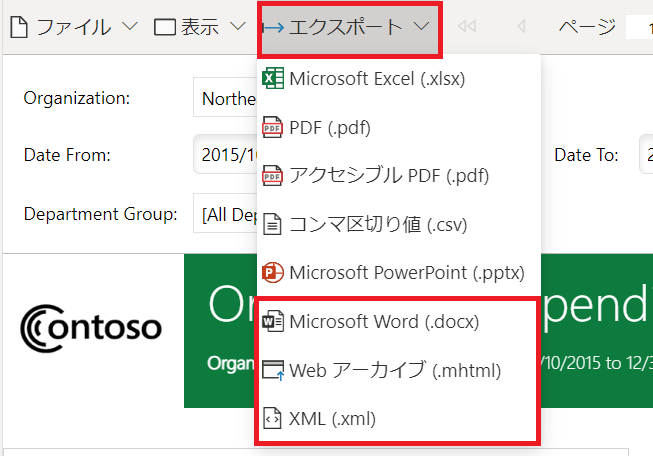 ファイル 表示 エクスポート ページ 1
Microsoft Excel (.xlsx)
Organization: Northe
PDF (.pdf)
Date From: 2015/10 Date To: 2
アクセシブル PDF (.pdf)
Department Group: [All Dep
コンマ区切り値 (.csv)
Microsoft PowerPoint (.pptx)
Contoso Or pendi
Microsoft Word (.docx)
Organ /10/2015 to 12/3
Web アーカイブ (.mhtml)
XML (.xml)